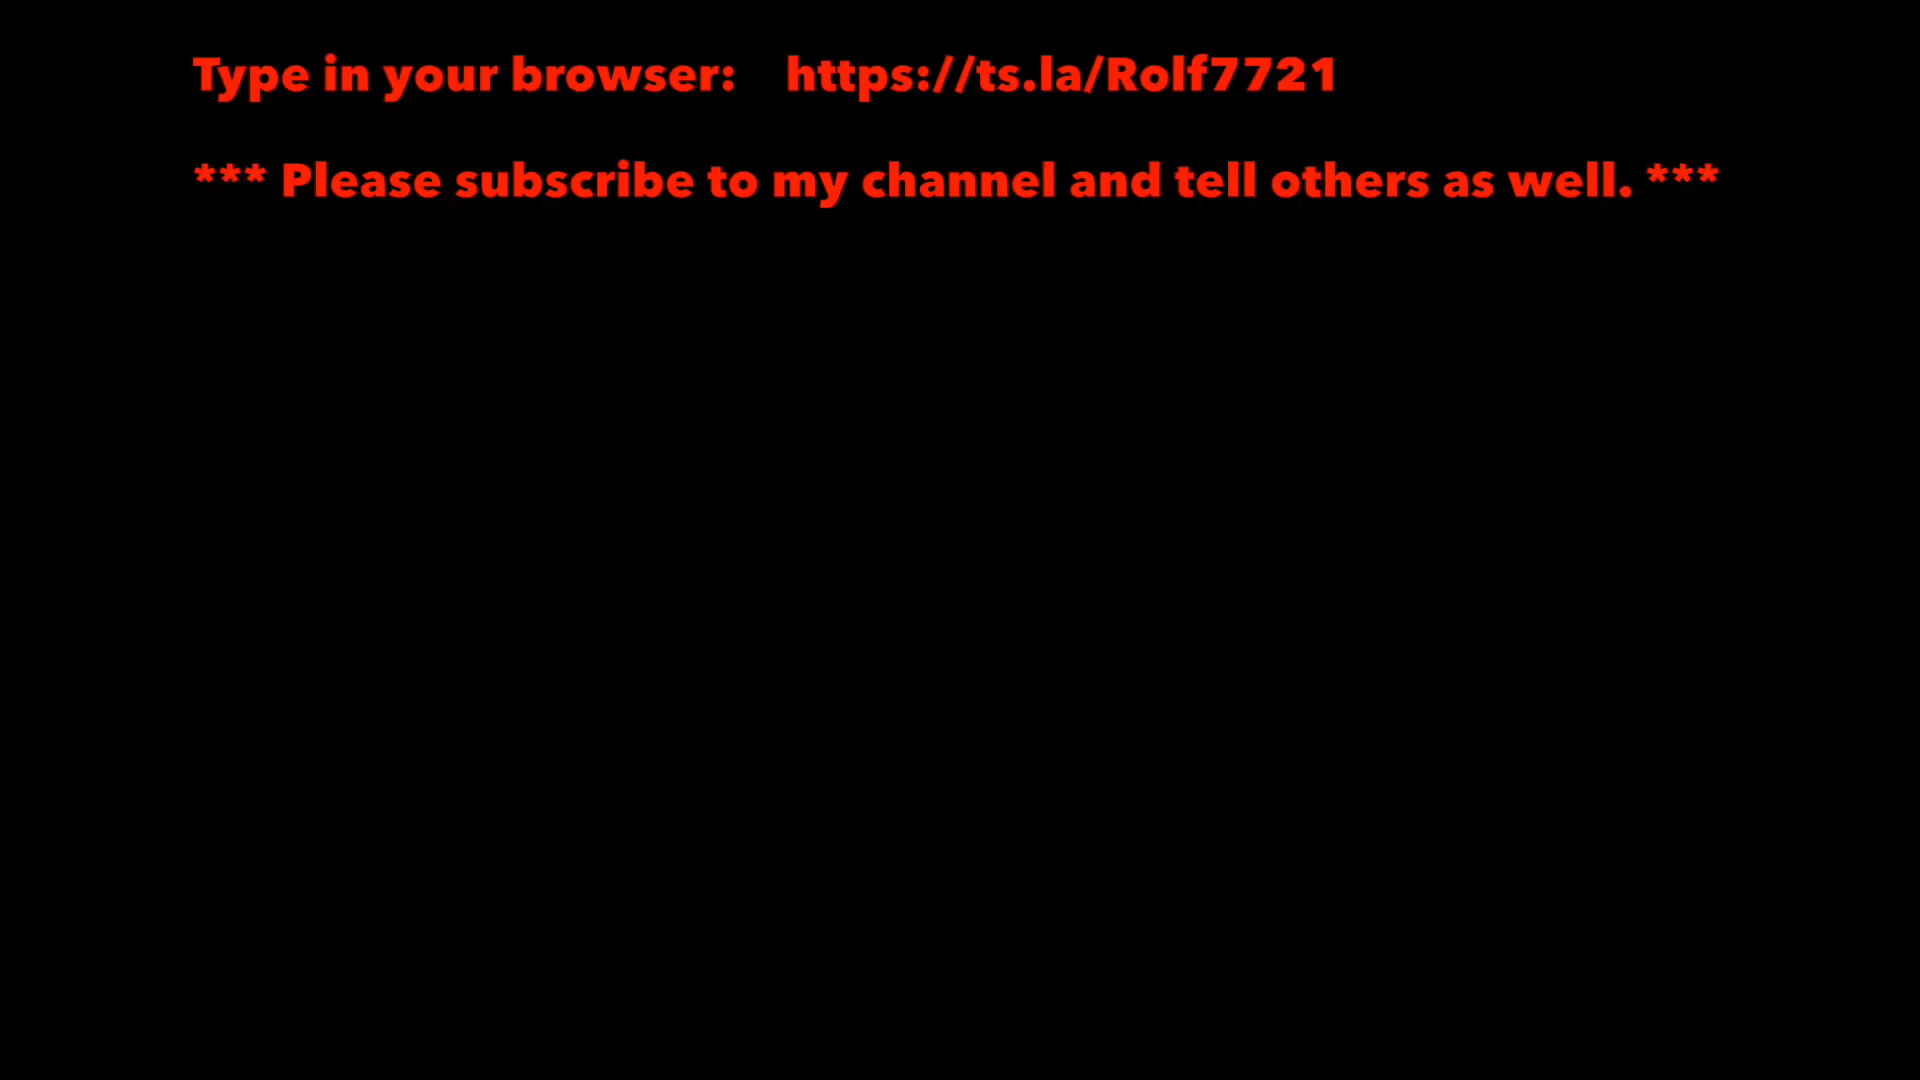 Type in your browser: https://ts.la/Rolf7721
*** Please subscribe to my channel and tell others as well. ***